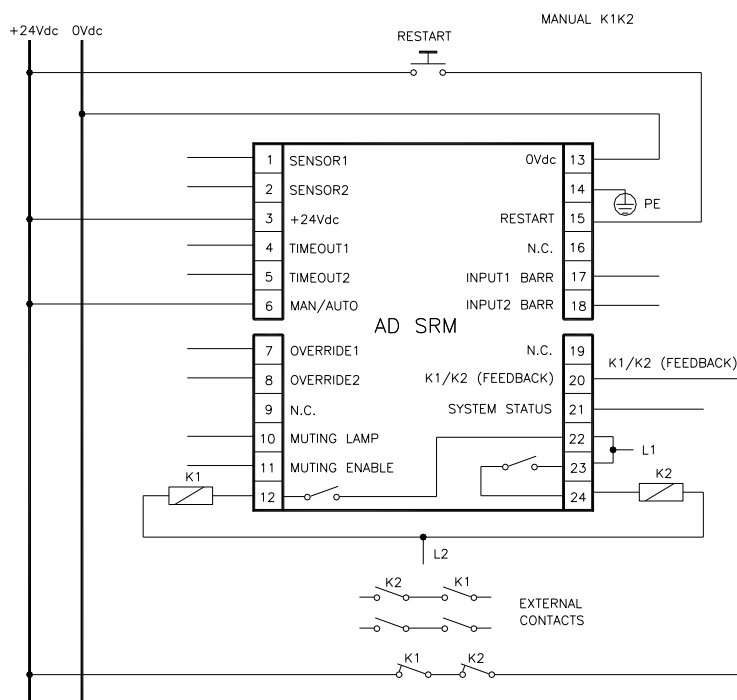 MANUAL K1K2
+24Vdc 0Vdc
RESTART
1 SENSOR1 0Vdc 13
2 SENSOR2 14
PE
3 +24Vdc RESTART 15
4 TIMEOUT1 N.C. 16
5 TIMEOUT2 INPUT1 BARR 17
6 MAN/AUTO INPUT2 BARR 18
AD SRM
7 OVERRIDE1 N.C. 19
K1/K2 (FEEDBACK)
8 OVERRIDE2 K1/K2 (FEEDBACK) 20
9 N.C. SYSTEM STATUS 21
10 MUTING LAMP 22
L1
11 MUTING ENABLE 23
K1 K2
12 24
L2
K2 K1
EXTERNAL
CONTACTS
K1 K2